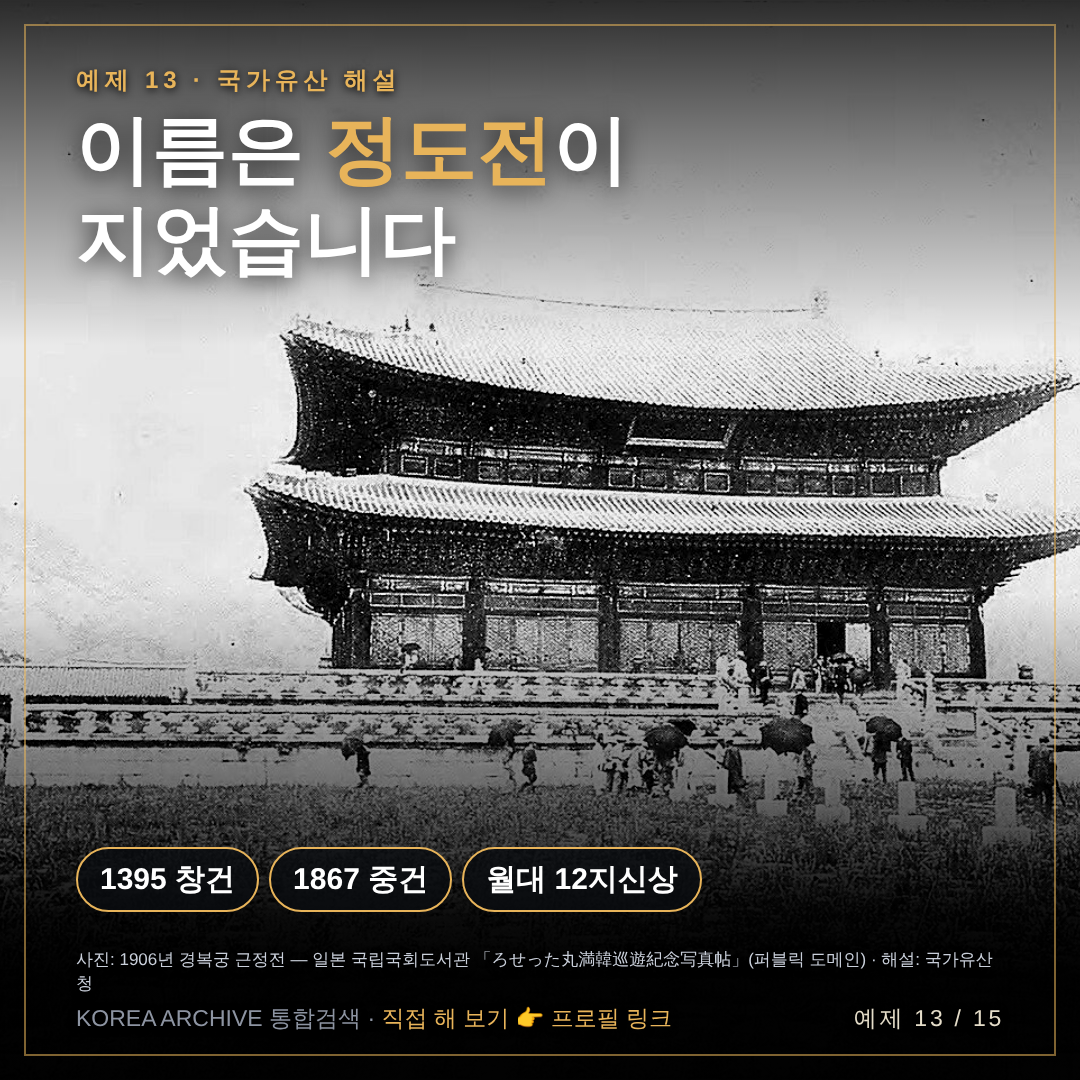 예제 13 · 국가유산 해설
이름은 정도전이
지었습니다
1395 창건 1867 중건 월대 12지신상
사진: 1906년 경복궁 근정전 — 일본 국립국회도서관 「ろせった丸満韓巡遊紀念写真帖」(퍼블릭 도메인) · 해설: 국가유산
청
KOREA ARCHIVE 통합검색 · 직접 해 보기 👉 프로필 링크 예제 13 / 15